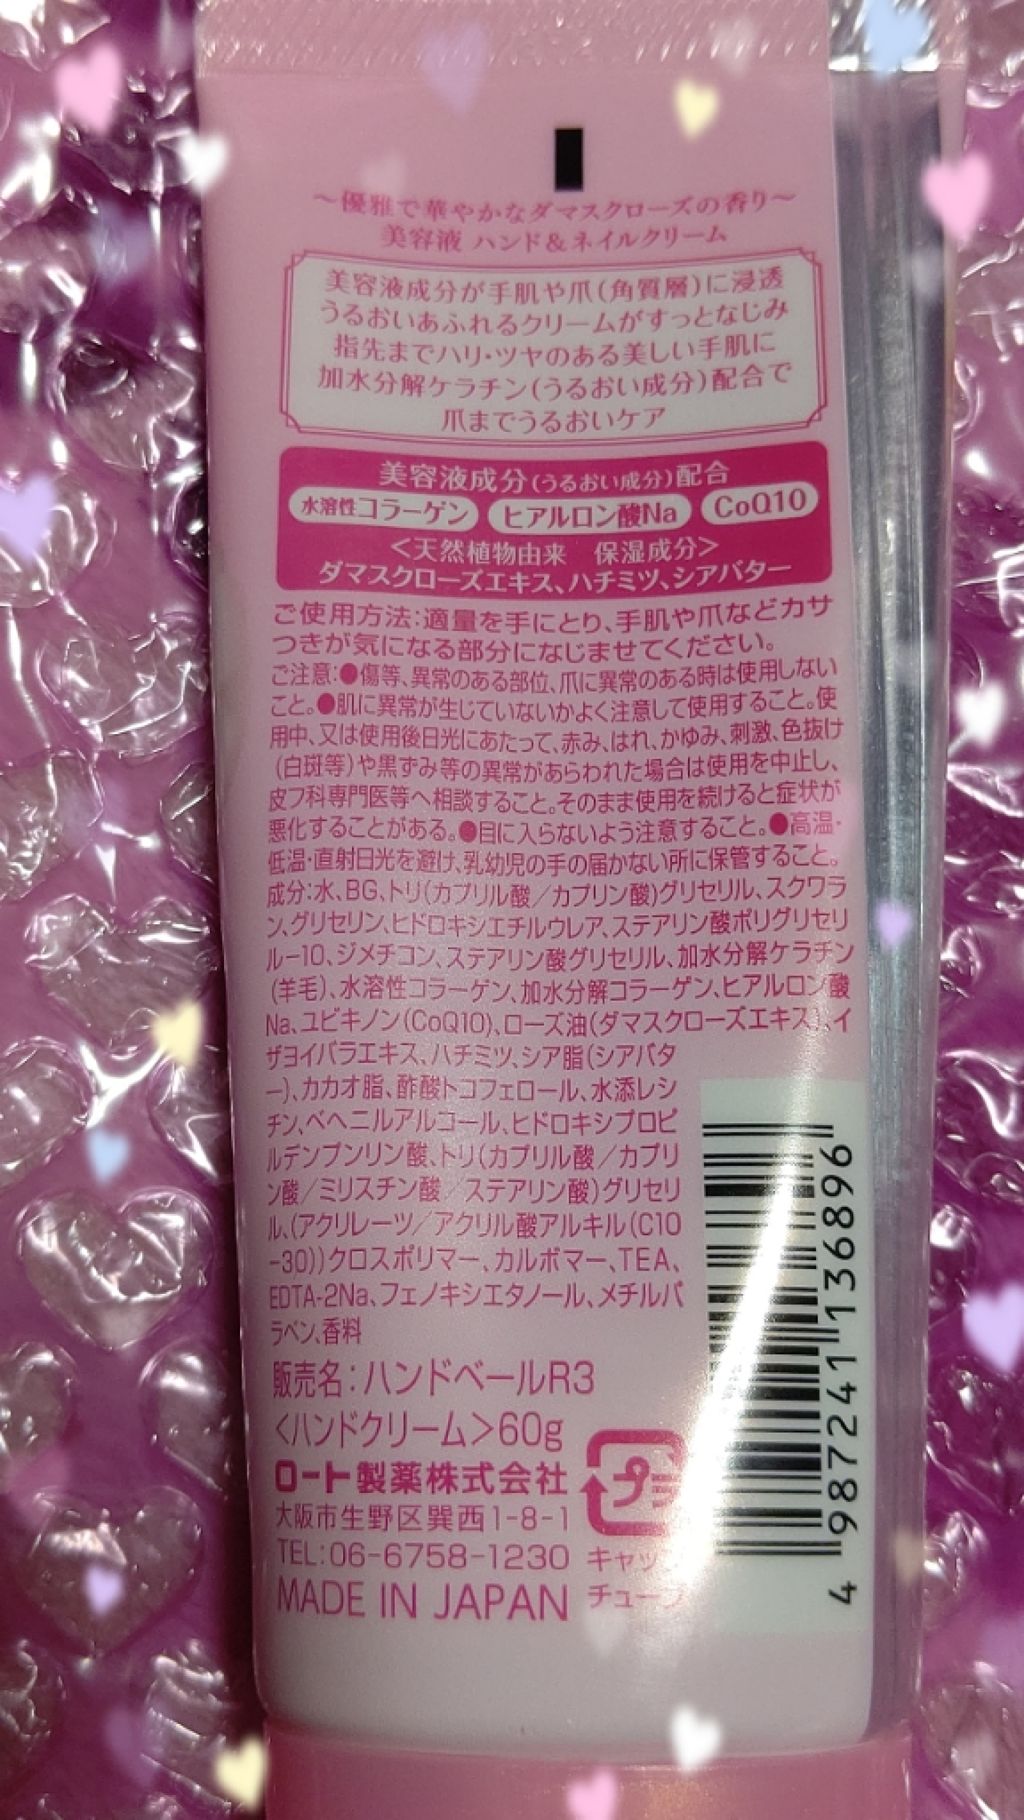 ～優雅で華やかなダマスクローズの香り～
美容液 ハンド&ネイルクリーム
美容液成分が手肌や爪(角質層)に浸透
うるおいあふれるクリームがすっとなじみ
指先までハリ・ツヤのある美しい手肌に
加水分解ケラチン(うるおい成分)配合で
爪までうるおいケア
美容液成分(うるおい成分)配合
水溶性コラーゲン ヒアルロン酸Na CoQ10
＜天然植物由来 保湿成分＞
ダマスクローズエキス、ハチミツ、シアバター
ご使用方法:適量を手にとり、手肌や爪などカサ
つきが気になる部分になじませてください。
ご注意:●傷等、異常のある部位、爪に異常のある時は使用しない
こと。●肌に異常が生じていないかよく注意して使用すること。使
用中、又は使用後日光にあたって、赤み、はれ、かゆみ、刺激、色抜け
(白斑等)や黒ずみ等の異常があらわれた場合は使用を中止し、
皮フ科専門医等へ相談すること。そのまま使用を続けると症状が
悪化することがある。●目に入らないよう注意すること。●高温・
低温・直射日光を避け、乳幼児の手の届かない所に保管すること。
成分:水、BG、トリ(カプリル酸／カプリン酸)グリセリル、スクワラ
ン、グリセリン、ヒドロキシエチルウレア、ステアリン酸ポリグリセリ
ル-10、ジメチコン、ステアリン酸グリセリル、加水分解ケラチン
(羊毛)、水溶性コラーゲン、加水分解コラーゲン、ヒアルロン酸
Na、ユビキノン(CoQ10)、ローズ油(ダマスクローズエキス)、イ
ザヨイバラエキス、ハチミツ、シア脂(シアバタ
ー)、カカオ脂、酢酸トコフェロール、水添レシ
チン、ベヘニルアルコール、ヒドロキシプロピ
ルデンプンリン酸、トリ(カプリル酸／カプリ
ン酸／ミリスチン酸／ステアリン酸)グリセリ
ル、(アクリレーツ／アクリル酸アルキル(C10
-30))クロスポリマー、カルボマー、TEA、
EDTA-2Na、フェノキシエタノール、メチルパ
ラベン、香料
販売名:ハンドベールR3
＜ハンドクリーム＞60g
ロート製薬株式会社
大阪市生野区巽西1-8-1
TEL:06-6758-1230
MADE IN JAPAN
プラ
キャップ
チューブ
4 987241 136896